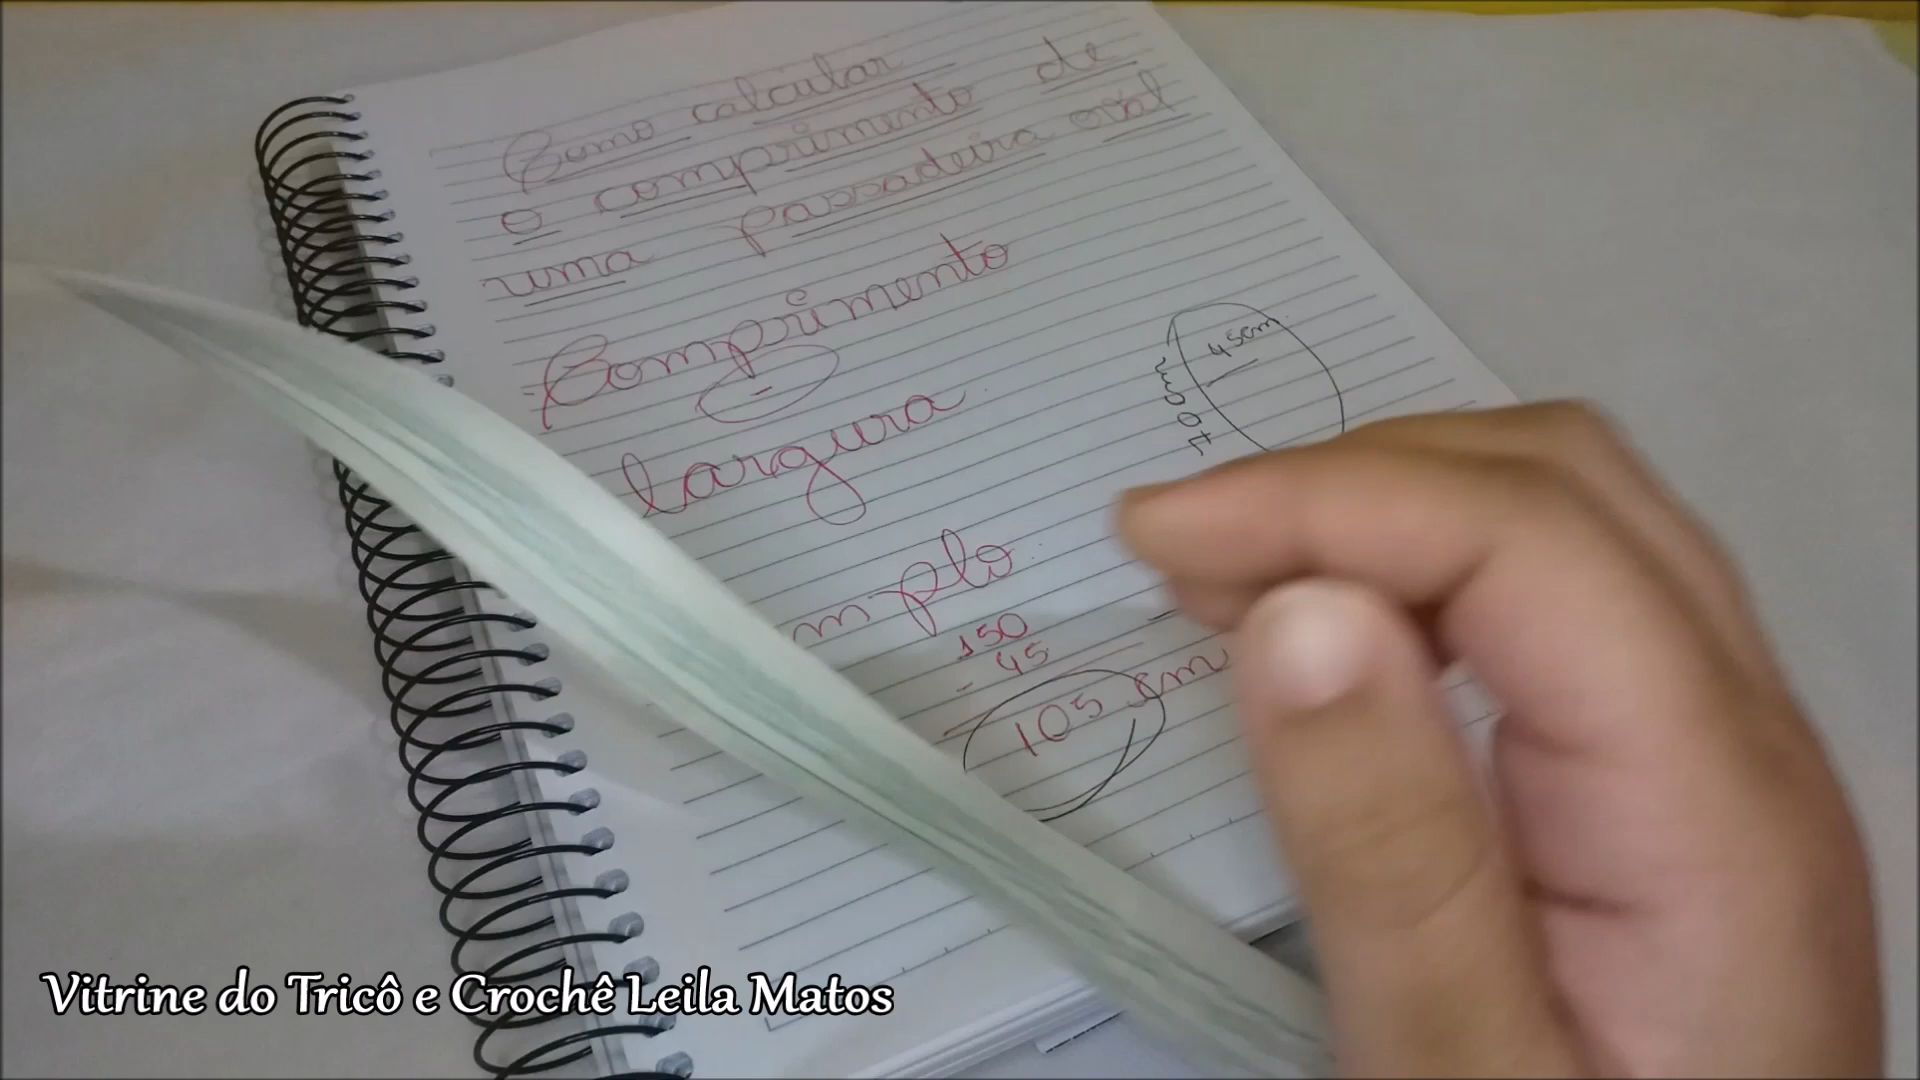 Como calcular
o comprimento de
uma passadeira oval
Comprimento
-
largura
45cm
mplo
150
- 45
105 cm
Vitrine do Tricô e Crochê Leila Matos